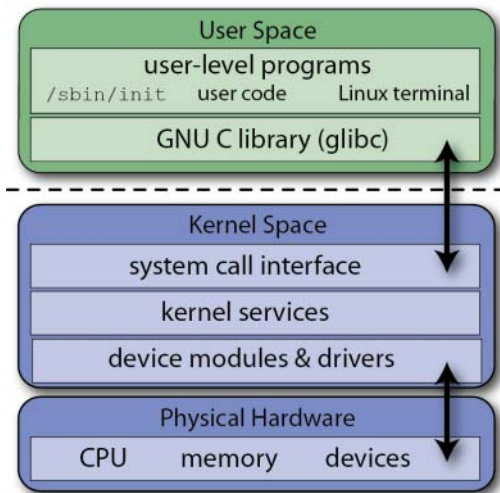 User Space
user-level programs
/sbin/init user code Linux terminal
GNU C library (glibc)
Kernel Space
system call interface
kernel services
device modules & drivers
Physical Hardware
CPU memory devices